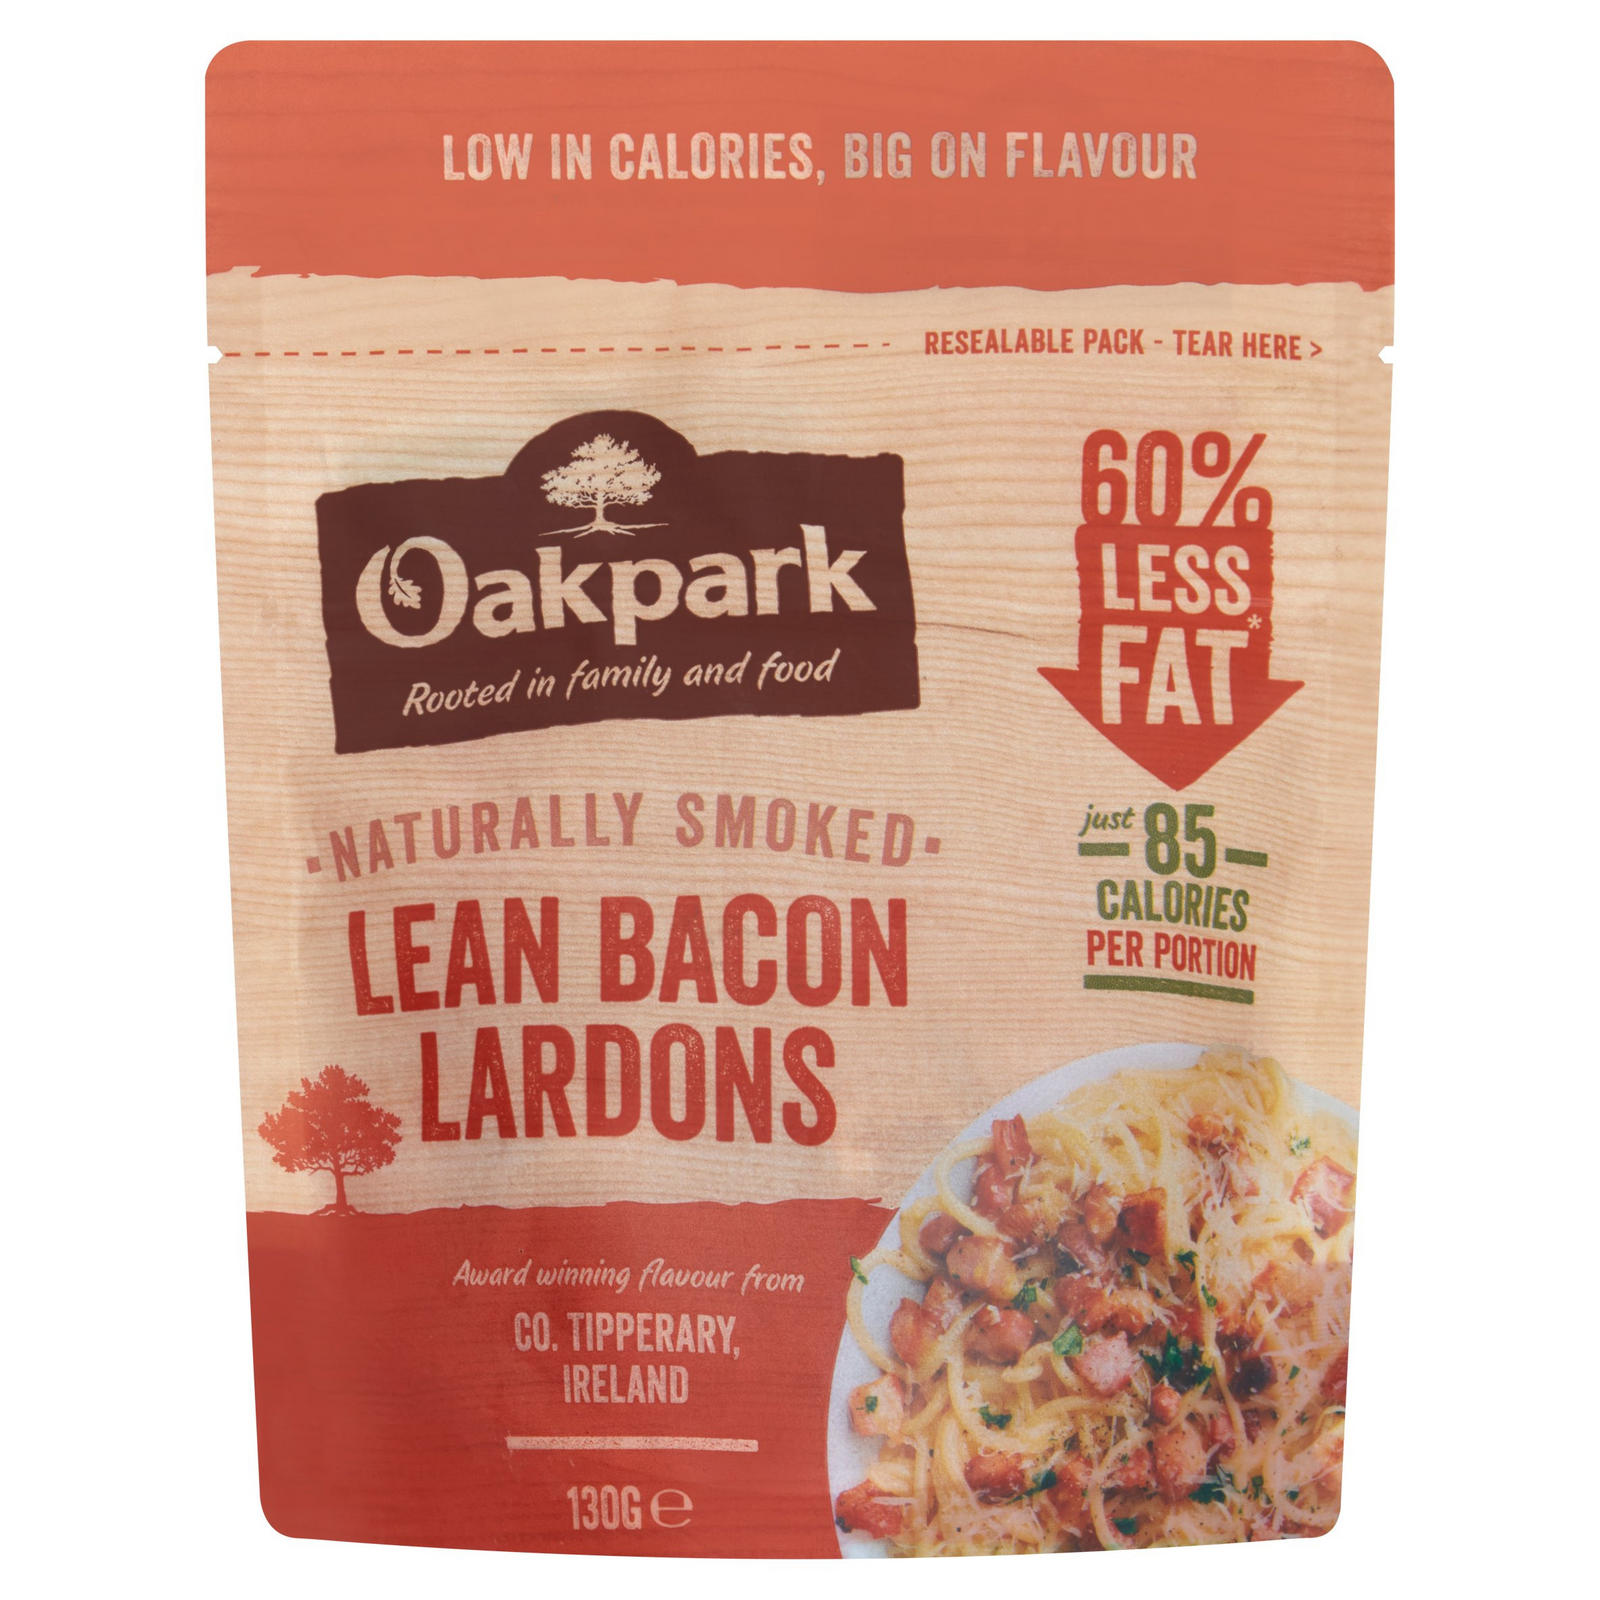 LOW IN CALORIES, BIG ON FLAVOUR
RESEALABLE PACK - TEAR HERE >
Oakpark
Rooted in family and food
60%
LESS
FAT*
just 85
CALORIES
PER PORTION
·NATURALLY SMOKED·
LEAN BACON
LARDONS
Award winning flavour from
CO. TIPPERARY,
IRELAND
130G ℮